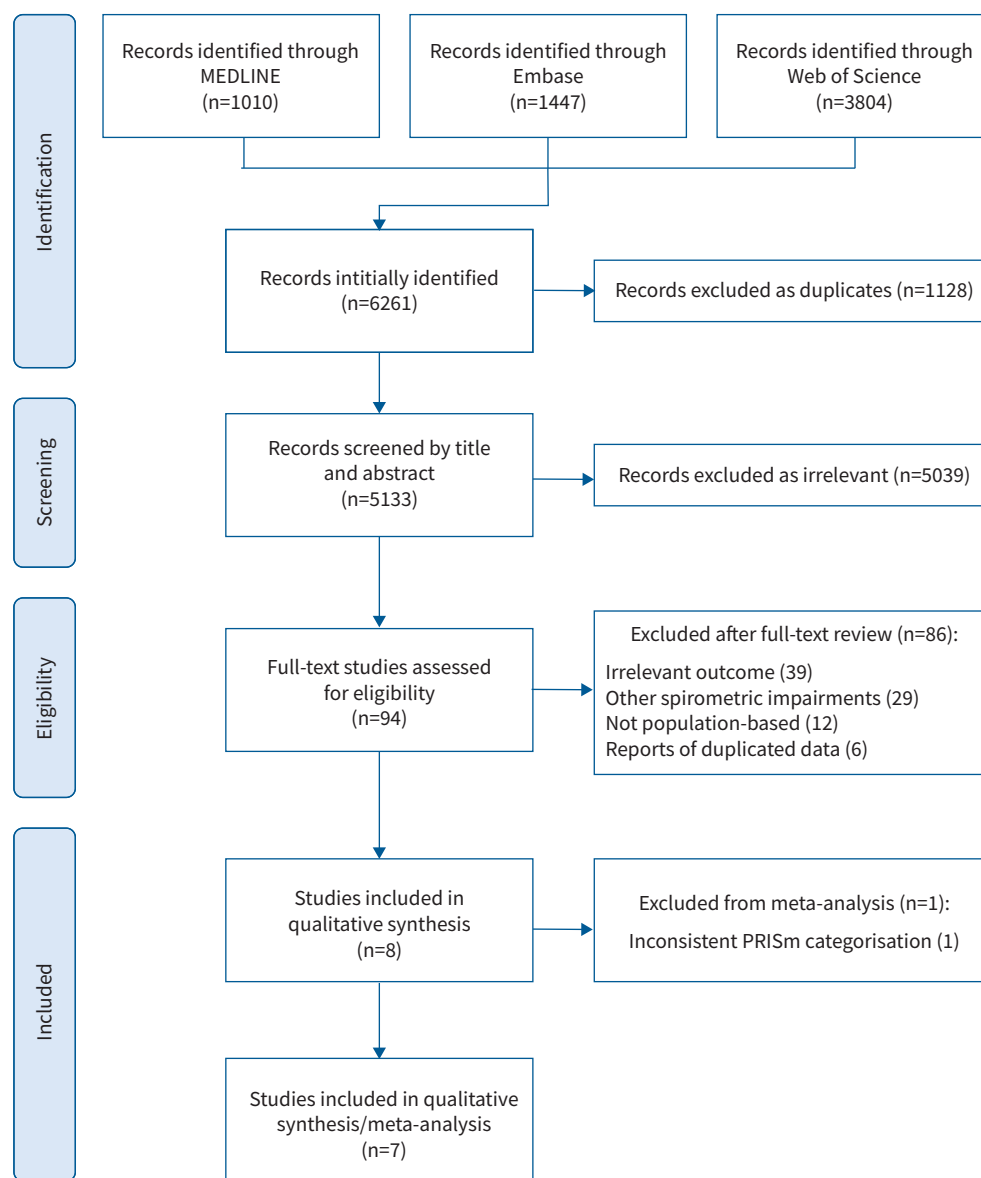 Identification
Records identified through
MEDLINE
(n=1010)
Records identified through
Embase
(n=1447)
Records identified through
Web of Science
(n=3804)
Records intitially identified
(n=6261)
Records excluded as duplicates (n=1128)
Screening
Records screened by title
and abstract
(n=5133)
Records excluded as irrelevant (n=5039)
Eligibility
Full-text studies assessed
for eligibility
(n=94)
Excluded after full-text review (n=86):
Irrelevant outcome (39)
Other spirometric impairments (29)
Not population-based (12)
Reports of duplicated data (6)
Included
Studies included in
qualitative synthesis
(n=8)
Excluded from meta-analysis (n=1):
Inconsistent PRISm categorisation (1)
Studies included in qualitative
synthesis/meta-analysis
(n=7)